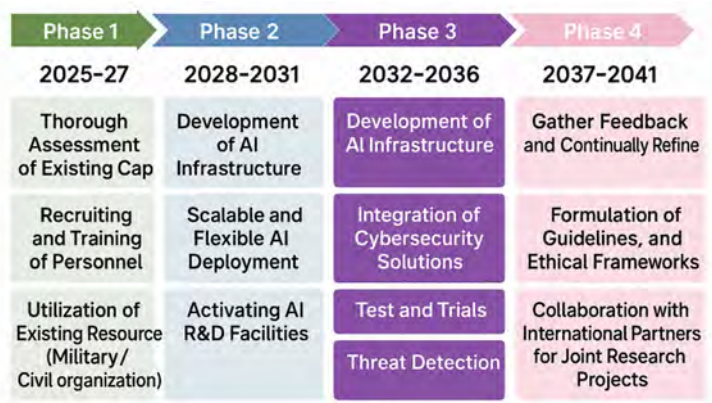 Phase 1
Phase 2
Phase 3
Phase 4
2025-27
2028-2031
2032-2036
2037-2041
Thorough
Assessment
of Existing Cap
Development
of AI
Infrastructure
Development of
AI Infrastructure
Gather Feedback
and Continually Refine
Recruiting
and Training
of Personnel
Scalable and
Flexible AI
Deployment
Integration of
Cybersecurity
Solutions
Formulation of
Guidelines, and
Ethical Frameworks
Utilization of
Existing Resource
(Military/
Civil organization)
Activating AI
R&D Facilities
Test and Trials
Threat Detection
Collaboration with
International Partners
for Joint Research
Projects